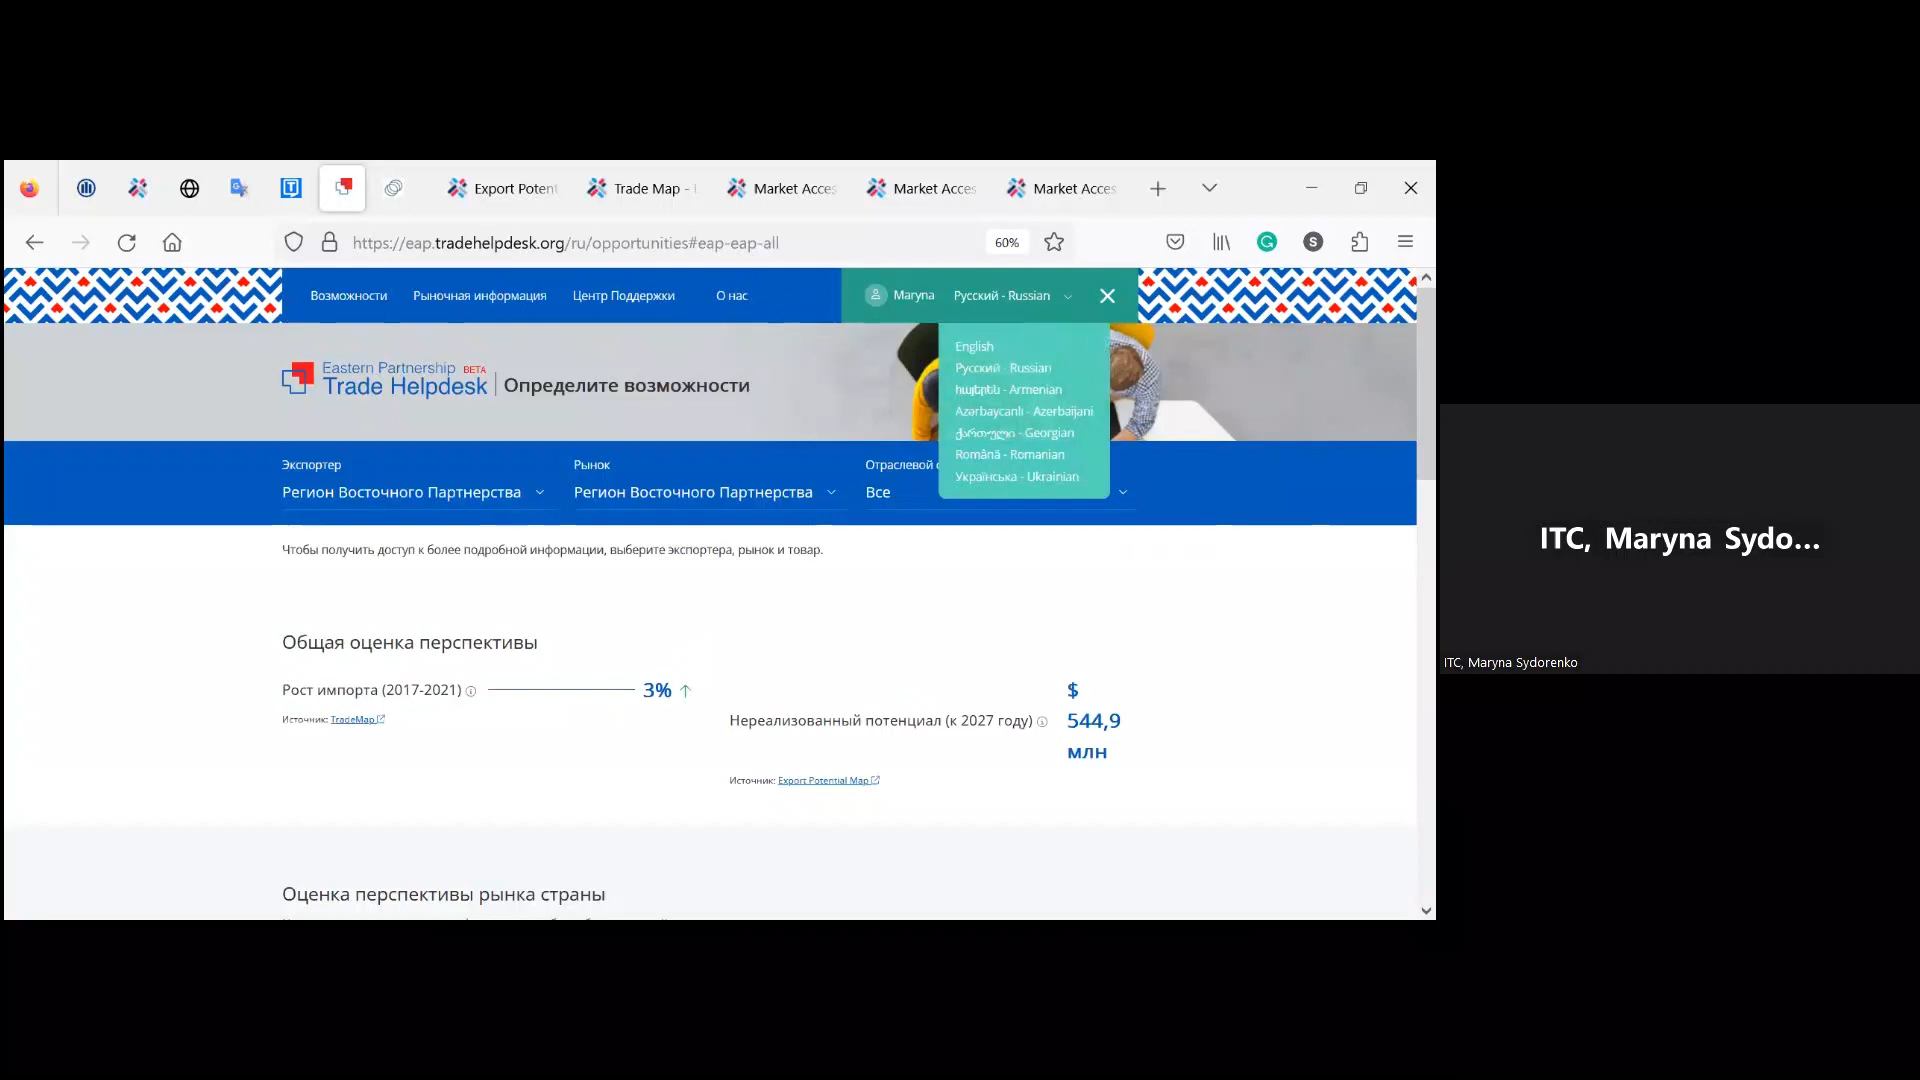 Export Potent
Trade Map -
Market Acces
Market Acces
Market Acces
https://eap.tradehelpdesk.org/ru/opportunities#eap-eap-all
60%
Возможности
Рыночная информация
Центр Поддержки
О нас
Maryna
Русский - Russian
English
Русский - Russian
հայերեն - Armenian
Azərbaycanlı - Azerbaijani
ქართული - Georgian
Română - Romanian
Українська - Ukrainian
Eastern Partnership BETA
Trade Helpdesk
Определите возможности
Экспортер
Рынок
Отраслевой
Регион Восточного Партнерства
Регион Восточного Партнерства
Все
Чтобы получить доступ к более подробной информации, выберите экспортера, рынок и товар.
Общая оценка перспективы
Рост импорта (2017-2021)
3%
Источник: TradeMap
Нереализованный потенциал (к 2027 году)
$
544,9
млн
Источник: Export Potential Map
Оценка перспективы рынка страны
ITC, Maryna Sydo...
ITC, Maryna Sydorenko